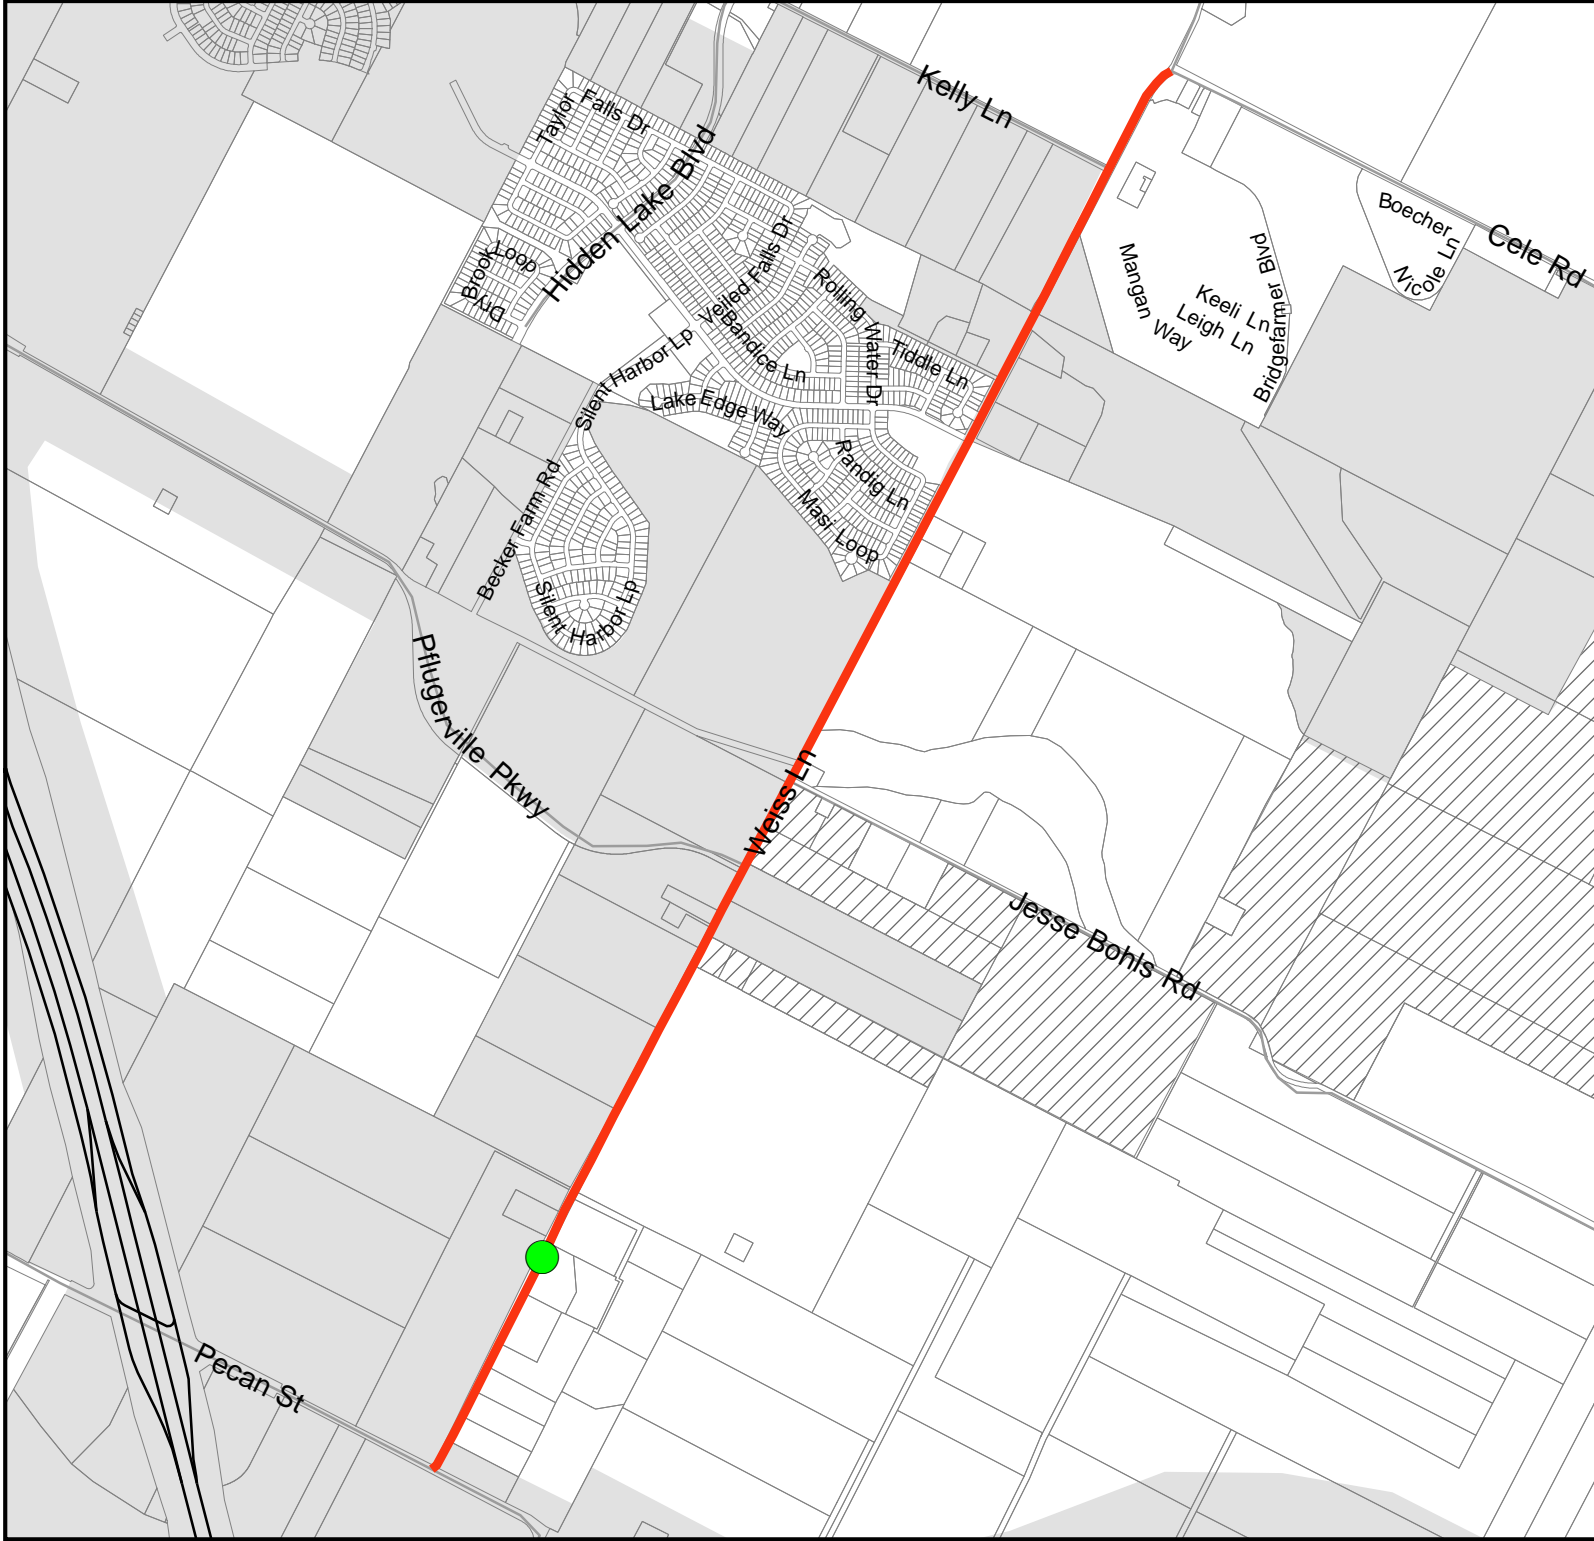 Kelly Ln
Taylor Falls Dr
Hidden Lake Blvd
Boecher Ln
Cele Rd
Nicole Ln
Dry Brook Loop
Mangan Way
Bridgefarmer Blvd
Keeli Ln
Leigh Ln
Veiled Falls Dr
Rolling Water Dr
Silent Harbor Lp
Bandice Ln
Tiddle Ln
Lake Edge Way
Randig Ln
Masi Loop
Becker Farm Rd
Silent Harbor Lp
Pflugerville Pkwy
Weiss Ln
Jesse Bohls Rd
Pecan St